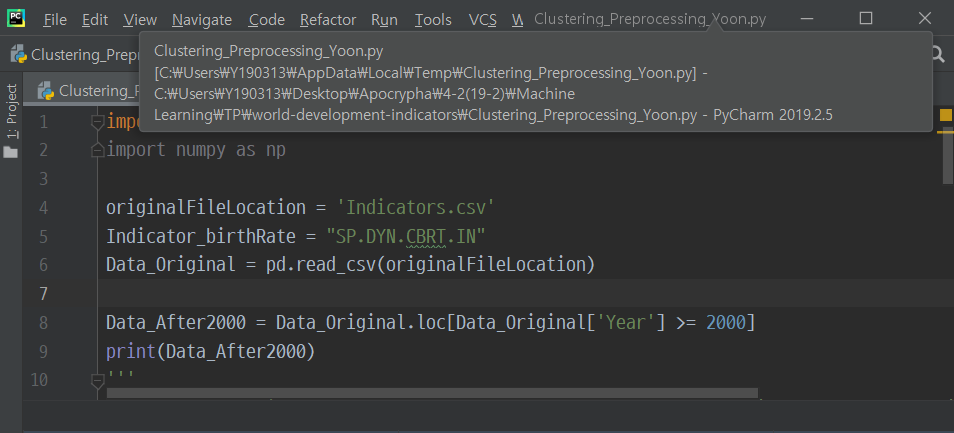 PC File Edit View Navigate Code Refactor Run Tools VCS W Clustering_Preprocessing_Yoon.py
Clustering_Prep
Clustering_Preprocessing_Yoon.py
[C:₩Users₩Y190313₩AppData₩Local₩Temp₩Clustering_Preprocessing_Yoon.py] -
C:₩Users₩Y190313₩Desktop₩Apocrypha₩4-2(19-2)₩Machine
Learning₩TP₩world-development-indicators₩Clustering_Preprocessing_Yoon.py - PyCharm 2019.2.5
Clustering_P
1: Project
1 impo
2 import numpy as np
3
4 originalFileLocation = 'Indicators.csv'
5 Indicator_birthRate = "SP.DYN.CBRT.IN"
6 Data_Original = pd.read_csv(originalFileLocation)
7
8 Data_After2000 = Data_Original.loc[Data_Original['Year'] >= 2000]
9 print(Data_After2000)
10 '''